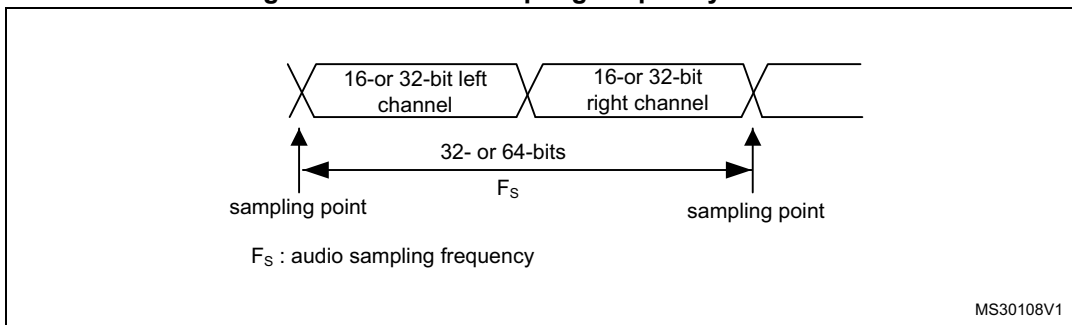 16-or 32-bit left
channel
16-or 32-bit
right channel
32- or 64-bits
FS
sampling point
sampling point
FS : audio sampling frequency
MS30108V1